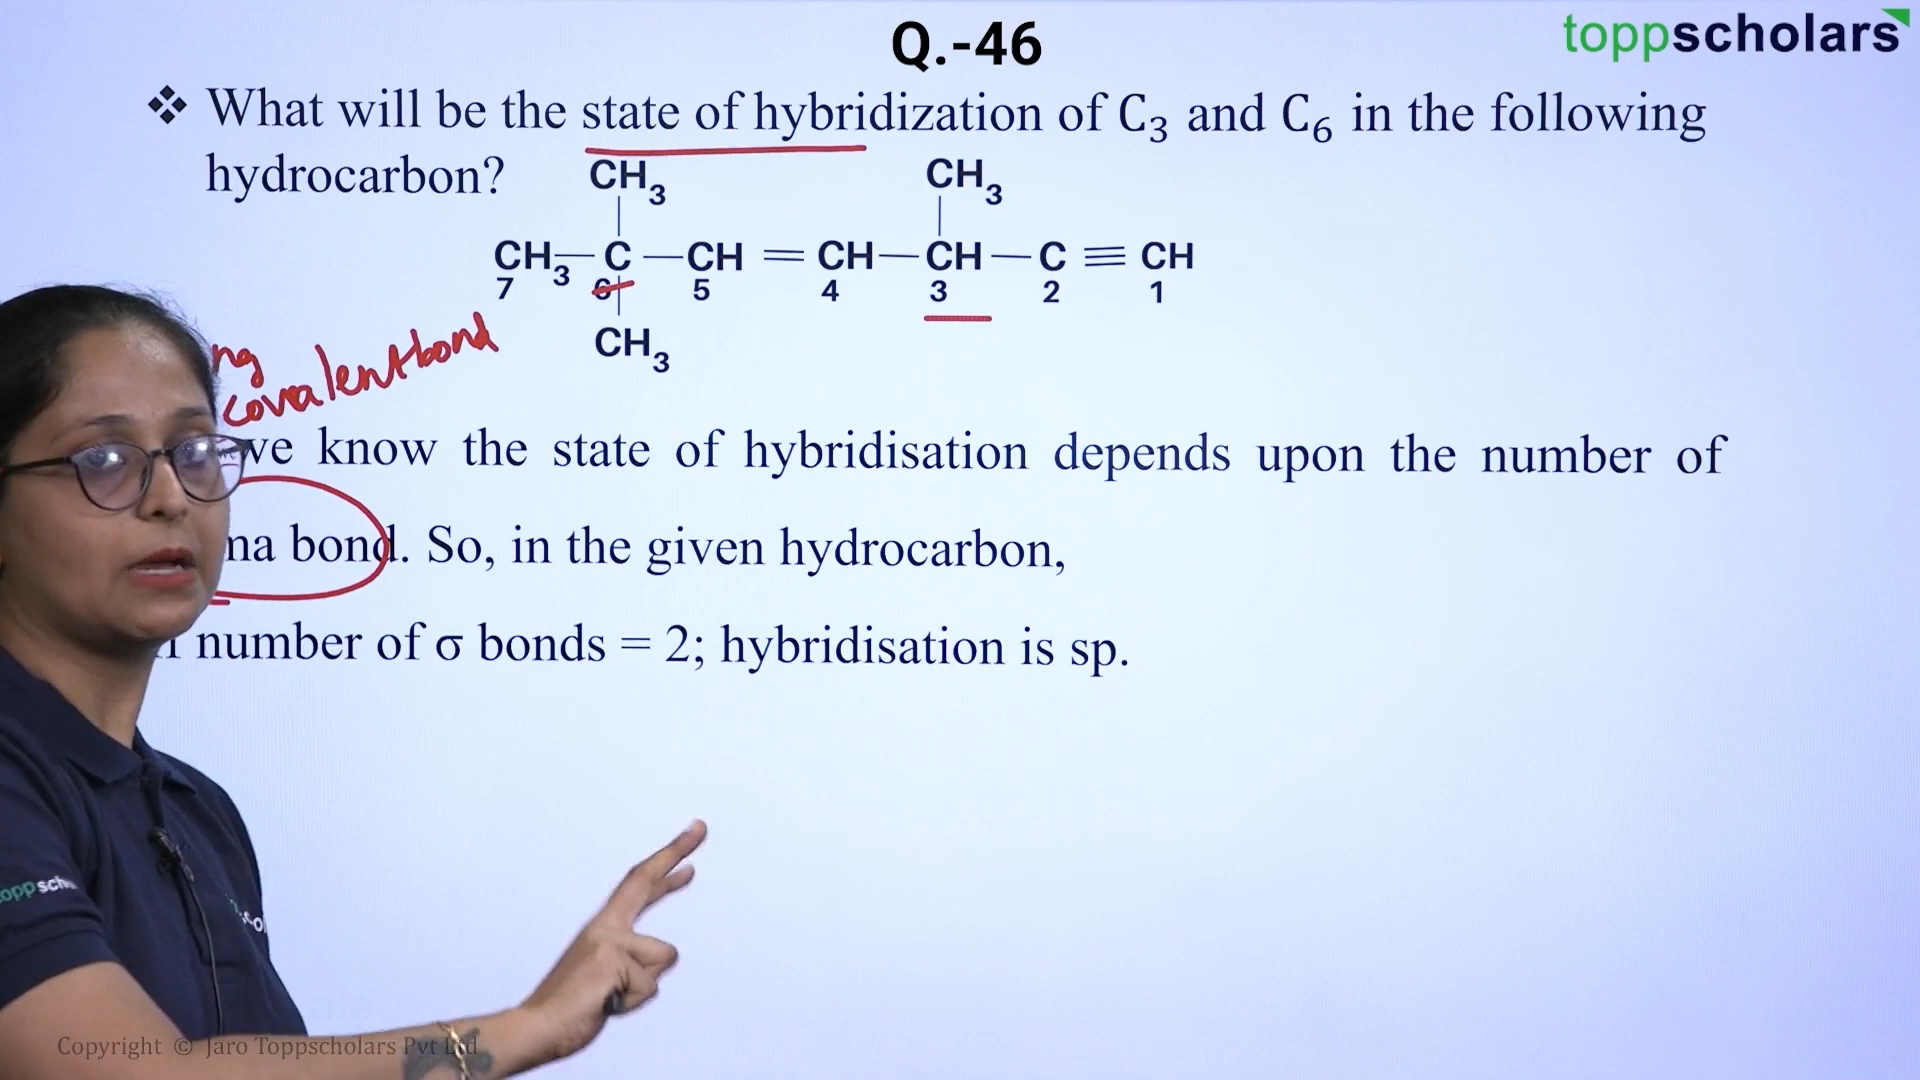 Q.-46
toppscholars
❖ What will be the state of hybridization of C₃ and C₆ in the following
hydrocarbon?
CH₃ CH₃
CH₃—C—CH=CH—CH—C≡CH
7 6 5 4 3 2 1
CH₃
covalent bond
we know the state of hybridisation depends upon the number of
bond. So, in the given hydrocarbon,
number of σ bonds = 2; hybridisation is sp.
Copyright © Jaro Toppscholars Pvt Ltd